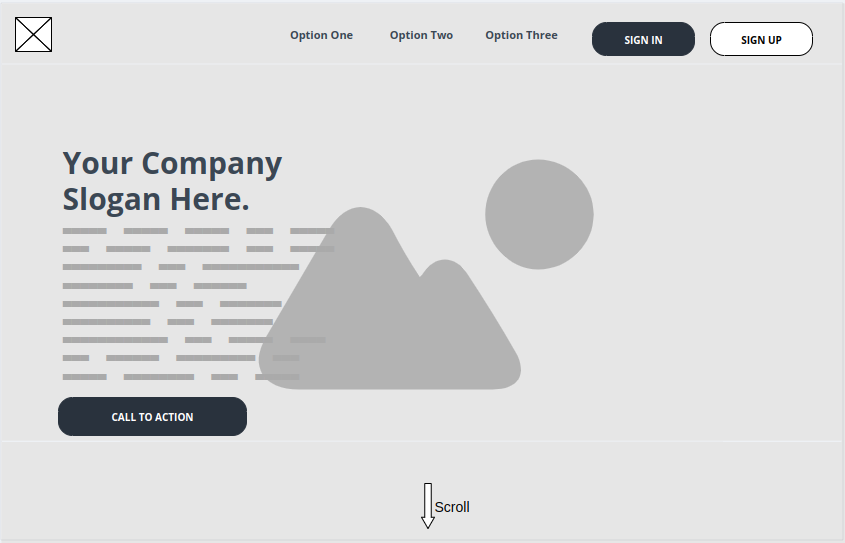 Option One
Option Two
Option Three
SIGN IN
SIGN UP
Your Company
Slogan Here.
CALL TO ACTION
Scroll